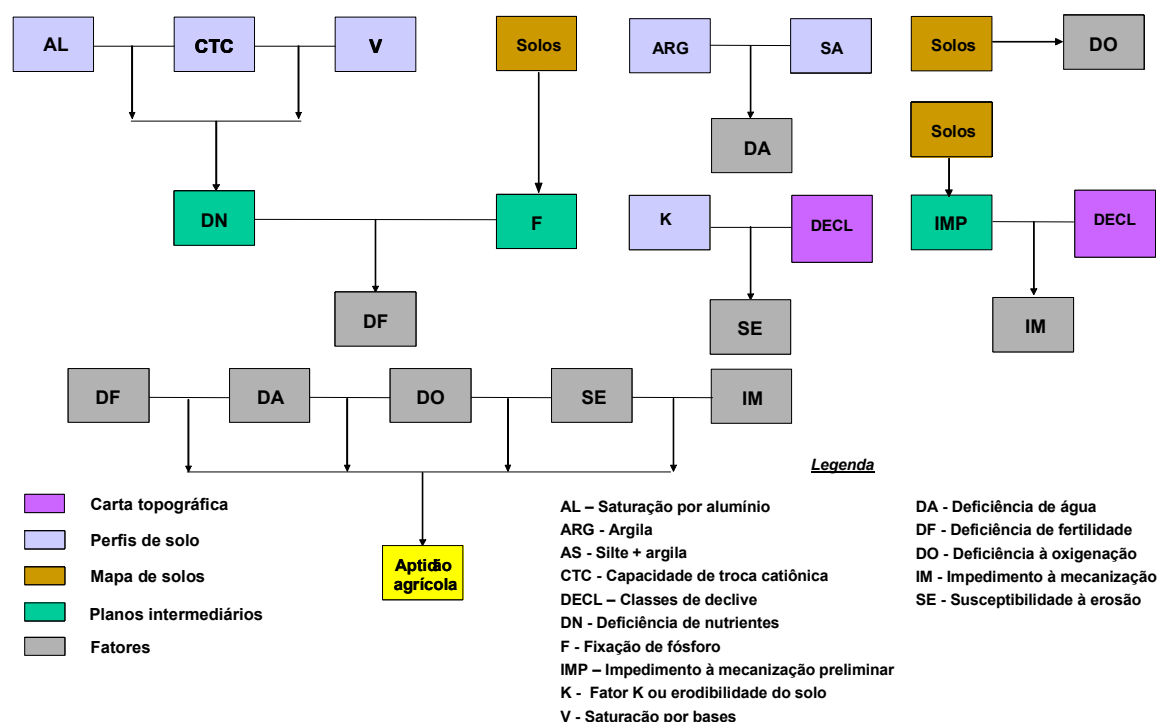 AL
CTC
V
Solos
ARG
SA
Solos
DO
DA
Solos
DN
F
K
DECL
IMP
DECL
DF
SE
IM
DF
DA
DO
SE
IM
Aptidão
agrícola
Carta topográfica
Perfis de solo
Mapa de solos
Planos intermediários
Fatores
Legenda
AL – Saturação por alumínio
ARG - Argila
AS - Silte + argila
CTC - Capacidade de troca catiônica
DECL – Classes de declive
DN - Deficiência de nutrientes
F - Fixação de fósforo
IMP – Impedimento à mecanização preliminar
K - Fator K ou erodibilidade do solo
V - Saturação por bases
DA - Deficiência de água
DF - Deficiência de fertilidade
DO - Deficiência à oxigenação
IM - Impedimento à mecanização
SE - Susceptibilidade à erosão